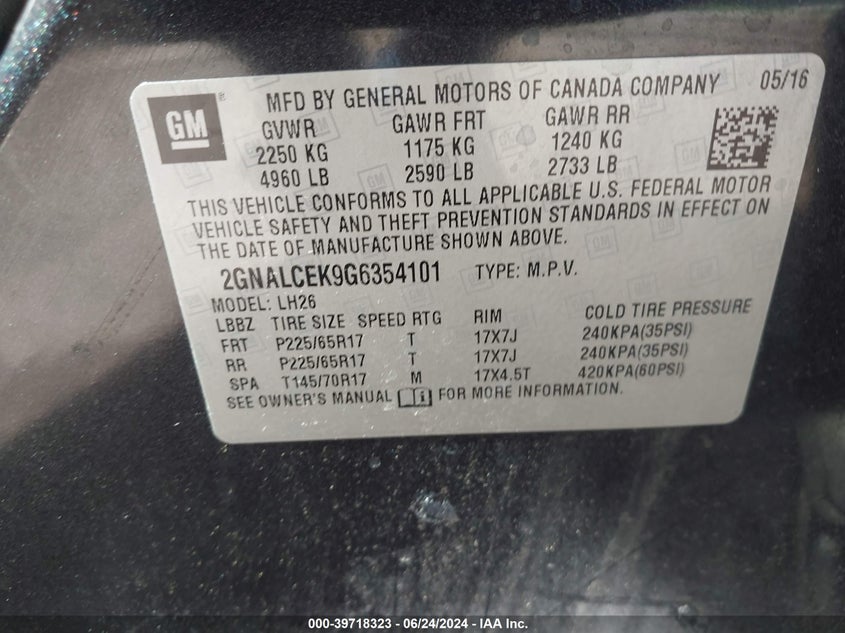 GM
MFD BY GENERAL MOTORS OF CANADA COMPANY 05/16
GVWR GAWR FRT GAWR RR
2250 KG 1175 KG 1240 KG
4960 LB 2590 LB 2733 LB
THIS VEHICLE CONFORMS TO ALL APPLICABLE U.S. FEDERAL MOTOR
VEHICLE SAFETY AND THEFT PREVENTION STANDARDS IN EFFECT ON
THE DATE OF MANUFACTURE SHOWN ABOVE.
2GNALCEK9G6354101 TYPE: M.P.V.
MODEL: LH26
LBBZ TIRE SIZE SPEED RTG RIM COLD TIRE PRESSURE
FRT P225/65R17 T 17X7J 240KPA(35PSI)
RR P225/65R17 T 17X7J 240KPA(35PSI)
SPA T145/70R17 M 17X4.5T 420KPA(60PSI)
SEE OWNER'S MANUAL FOR MORE INFORMATION.
000-39718323 - 06/24/2024 - IAA Inc.